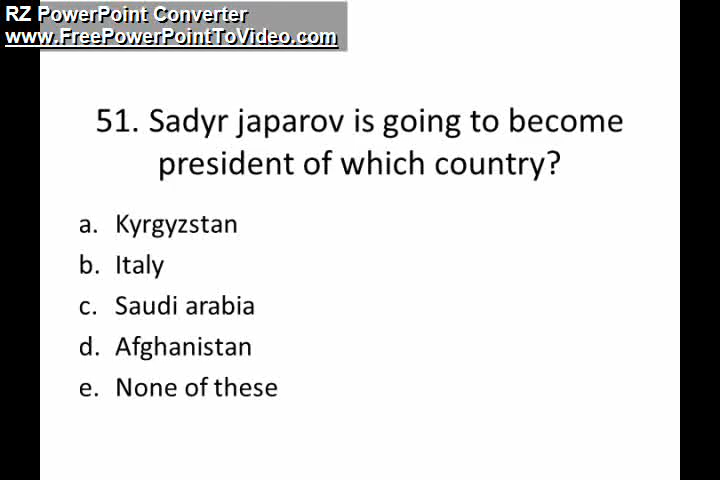 RZ PowerPoint Converter
www.FreePowerPointToVideo.com
51. Sadyr japarov is going to become
president of which country?
a. Kyrgyzstan
b. Italy
c. Saudi arabia
d. Afghanistan
e. None of these